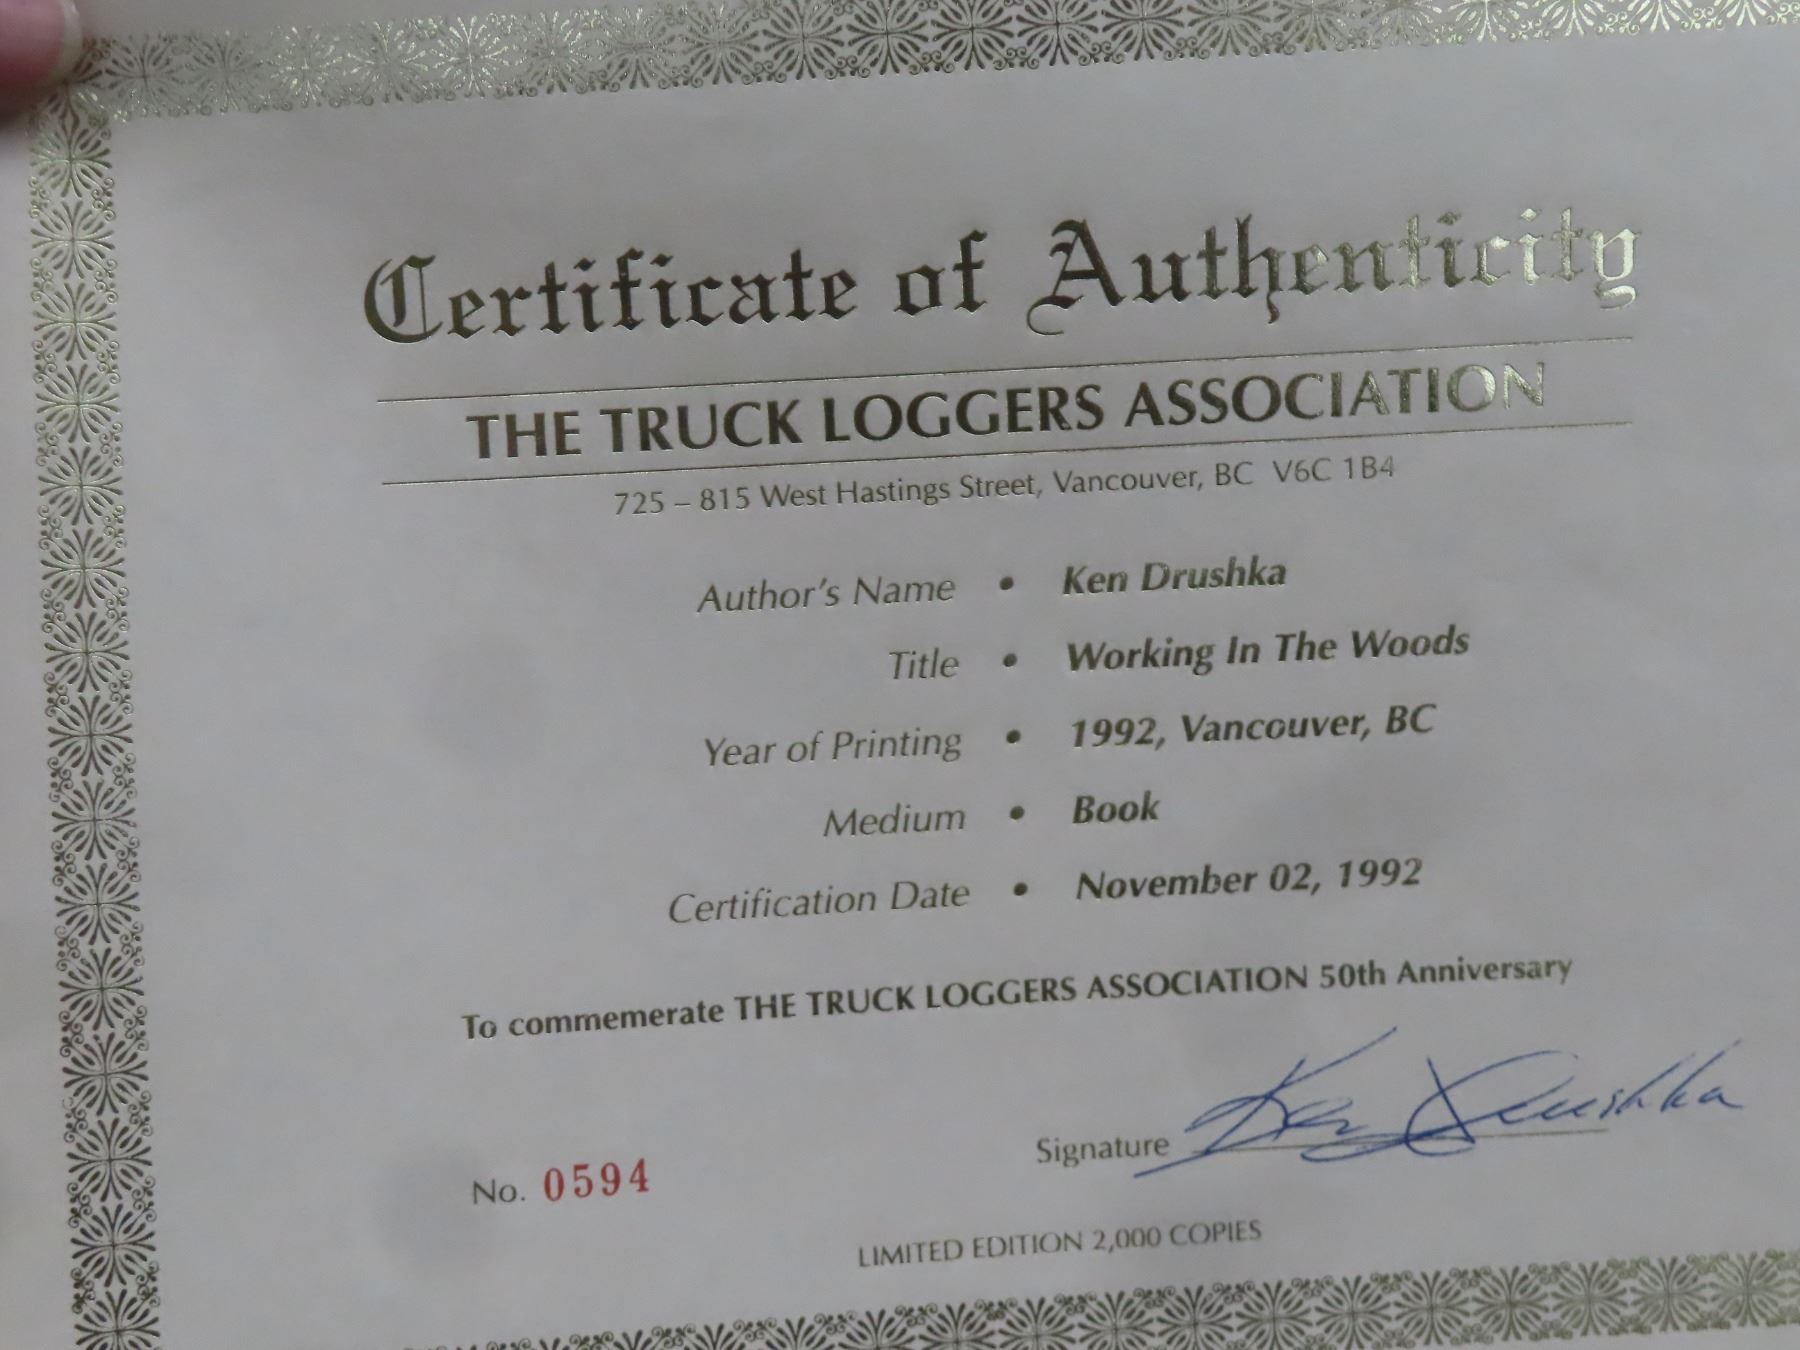 Certificate of Authenticity
THE TRUCK LOGGERS ASSOCIATION
725 – 815 West Hastings Street, Vancouver, BC V6C 1B4
Author's Name • Ken Drushka
Title • Working In The Woods
Year of Printing • 1992, Vancouver, BC
Medium • Book
Certification Date • November 02, 1992
To commemerate THE TRUCK LOGGERS ASSOCIATION 50th Anniversary
Signature Ken Drushka
No. 0594
LIMITED EDITION 2,000 COPIES